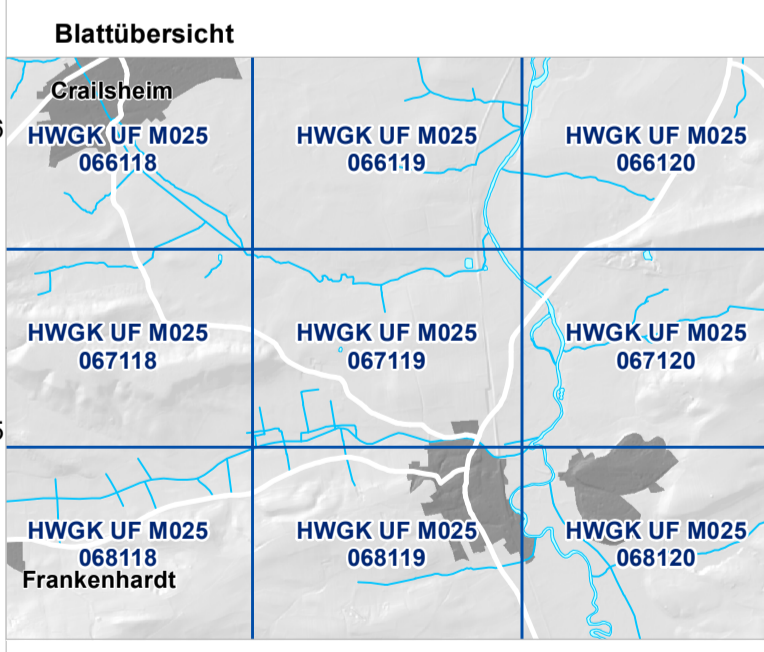 Blattübersicht
Crailsheim
HWGK UF M025
066118
HWGK UF M025
066119
HWGK UF M025
066120
HWGK UF M025
067118
HWGK UF M025
067119
HWGK UF M025
067120
HWGK UF M025
068118
HWGK UF M025
068119
HWGK UF M025
068120
Frankenhardt